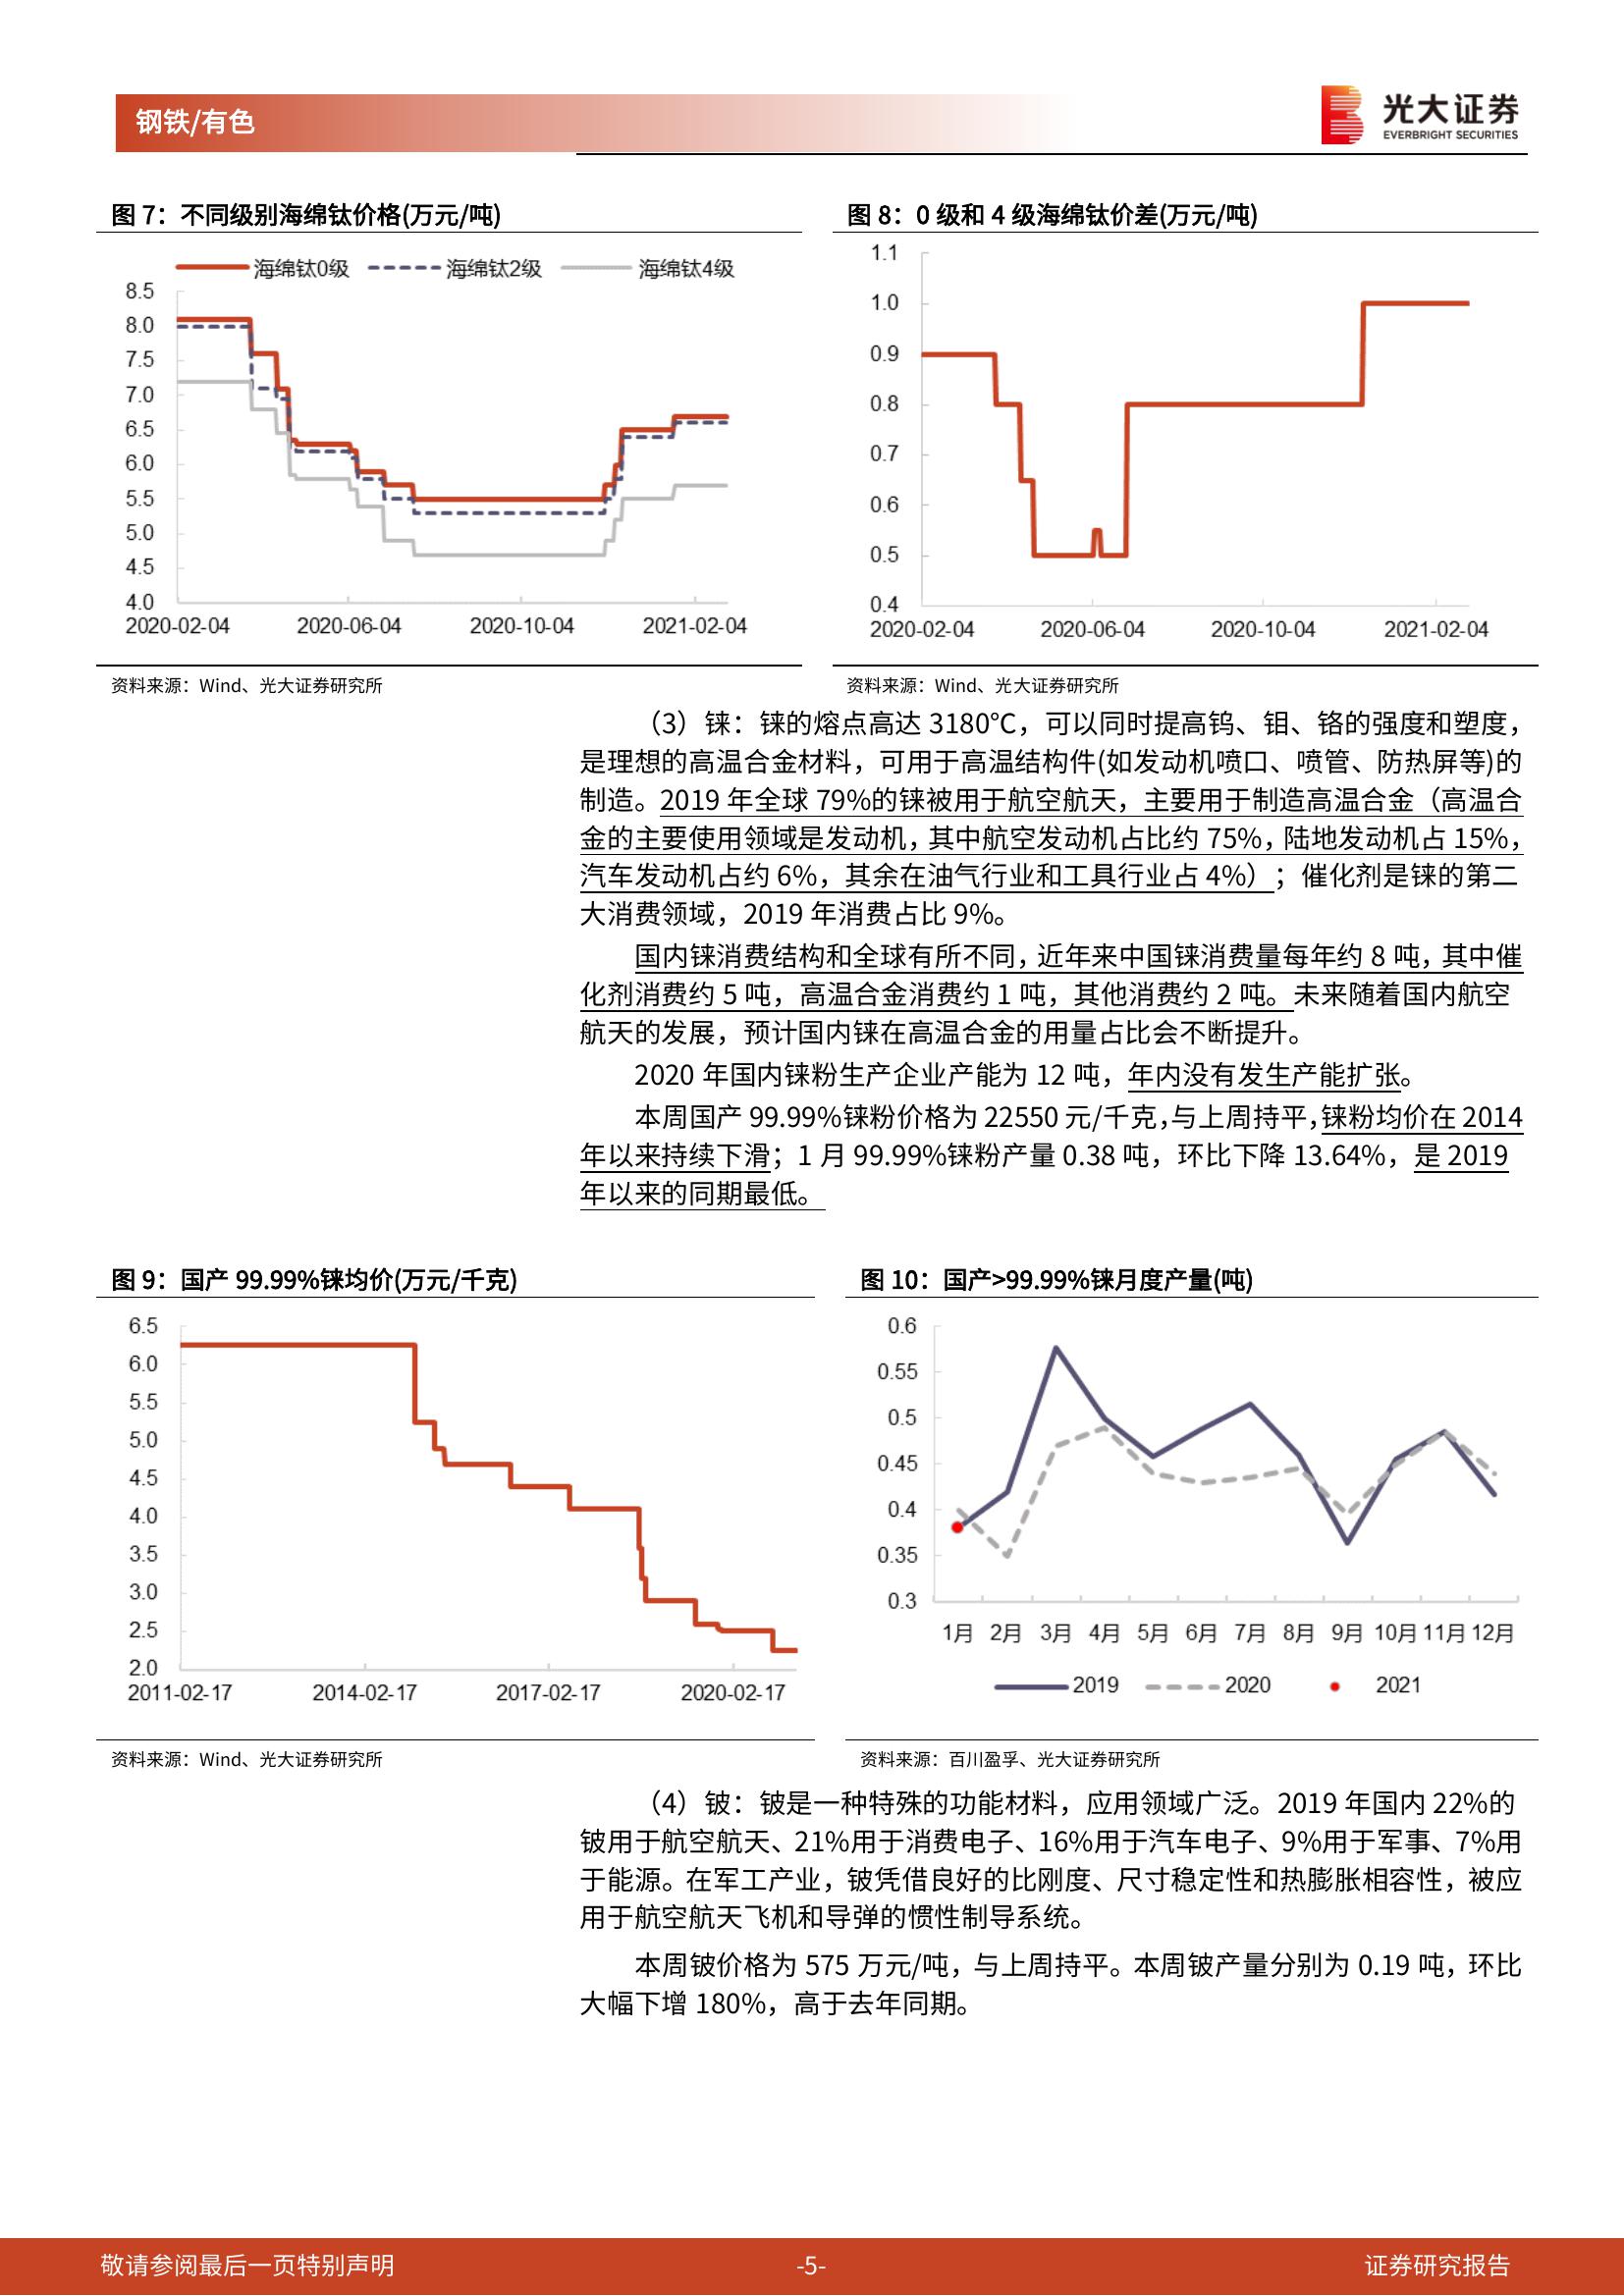 钢铁/有色
光大证券
EVERBRIGHT SECURITIES
图 7：不同级别海绵钛价格(万元/吨)
海绵钛0级 海绵钛2级 海绵钛4级
8.5
8.0
7.5
7.0
6.5
6.0
5.5
5.0
4.5
4.0
2020-02-04 2020-06-04 2020-10-04 2021-02-04
资料来源：Wind、光大证券研究所
图 8：0 级和 4 级海绵钛价差(万元/吨)
1.1
1.0
0.9
0.8
0.7
0.6
0.5
0.4
2020-02-04 2020-06-04 2020-10-04 2021-02-04
资料来源：Wind、光大证券研究所
（3）铼：铼的熔点高达 3180℃，可以同时提高钨、钼、铬的强度和塑度，
是理想的高温合金材料，可用于高温结构件(如发动机喷口、喷管、防热屏等)的
制造。2019 年全球 79%的铼被用于航空航天，主要用于制造高温合金（高温合
金的主要使用领域是发动机，其中航空发动机占比约 75%，陆地发动机占 15%，
汽车发动机占约 6%，其余在油气行业和工具行业占 4%）；催化剂是铼的第二
大消费领域，2019 年消费占比 9%。
国内铼消费结构和全球有所不同，近年来中国铼消费量每年约 8 吨，其中催
化剂消费约 5 吨，高温合金消费约 1 吨，其他消费约 2 吨。未来随着国内航空
航天的发展，预计国内铼在高温合金的用量占比会不断提升。
2020 年国内铼粉生产企业产能为 12 吨，年内没有发生产能扩张。
本周国产 99.99%铼粉价格为 22550 元/千克，与上周持平，铼粉均价在 2014
年以来持续下滑；1 月 99.99%铼粉产量 0.38 吨，环比下降 13.64%，是 2019
年以来的同期最低。
图 9：国产 99.99%铼均价(万元/千克)
6.5
6.0
5.5
5.0
4.5
4.0
3.5
3.0
2.5
2.0
2011-02-17 2014-02-17 2017-02-17 2020-02-17
资料来源：Wind、光大证券研究所
图 10：国产>99.99%铼月度产量(吨)
0.6
0.55
0.5
0.45
0.4
0.35
0.3
1月 2月 3月 4月 5月 6月 7月 8月 9月 10月 11月 12月
2019 2020 2021
资料来源：百川盈孚、光大证券研究所
（4）铍：铍是一种特殊的功能材料，应用领域广泛。2019 年国内 22%的
铍用于航空航天、21%用于消费电子、16%用于汽车电子、9%用于军事、7%用
于能源。在军工产业，铍凭借良好的比刚度、尺寸稳定性和热膨胀相容性，被应
用于航空航天飞机和导弹的惯性制导系统。
本周铍价格为 575 万元/吨，与上周持平。本周铍产量分别为 0.19 吨，环比
大幅下增 180%，高于去年同期。
敬请参阅最后一页特别声明 -5- 证券研究报告